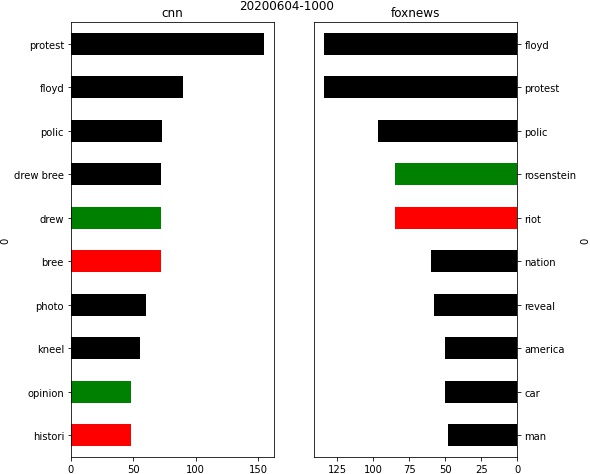 20200604-1000
cnn
foxnews
protest
floyd
polic
drew bree
drew
bree
photo
kneel
opinion
histori
0
0 50 100 150
floyd
protest
polic
rosenstein
riot
nation
reveal
america
car
man
0
125 100 75 50 25 0